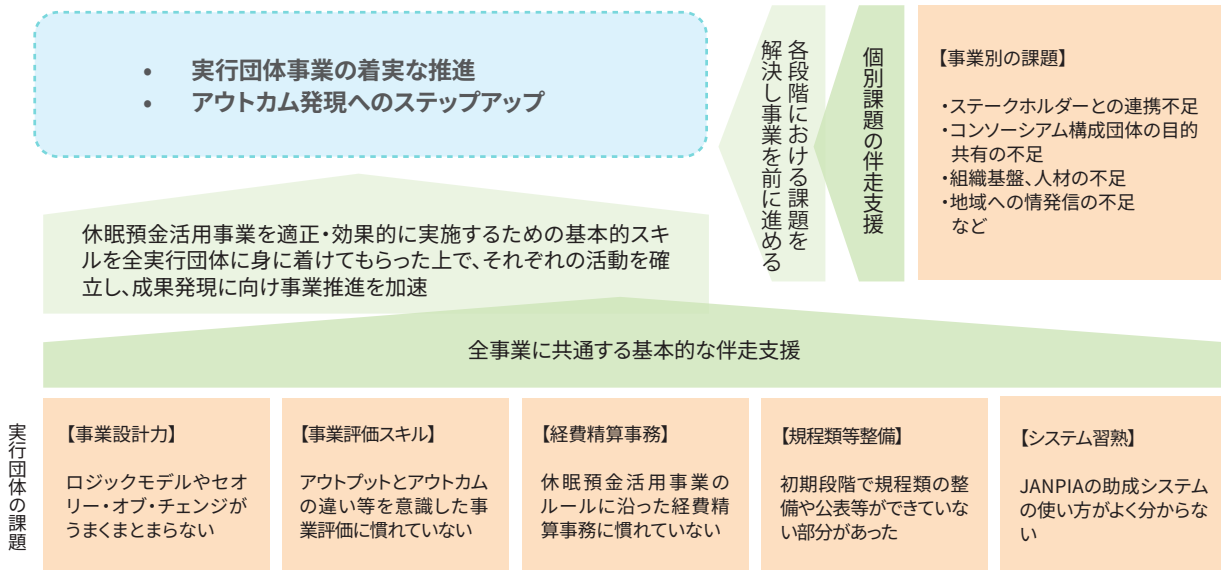 • 実行団体事業の着実な推進
• アウトカム発現へのステップアップ
各段階における課題を
解決し事業を前に進める
個別課題の伴走支援
【事業別の課題】
・ステークホルダーとの連携不足
・コンソーシアム構成団体の目的
共有の不足
・組織基盤、人材の不足
・地域への情発信の不足
など
休眠預金活用事業を適正・効果的に実施するための基本的スキ
ルを全実行団体に身に着けてもらった上で、それぞれの活動を確
立し、成果発現に向け事業推進を加速
全事業に共通する基本的な伴走支援
実行団体の課題
【事業設計力】
ロジックモデルやセオ
リー・オブ・チェンジが
うまくまとまらない
【事業評価スキル】
アウトプットとアウトカム
の違い等を意識した事
業評価に慣れていない
【経費精算事務】
休眠預金活用事業の
ルールに沿った経費精
算事務に慣れていない
【規程類等整備】
初期段階で規程類の整
備や公表等ができていな
い部分があった
【システム習熟】
JANPIAの助成システム
の使い方がよく分からな
い